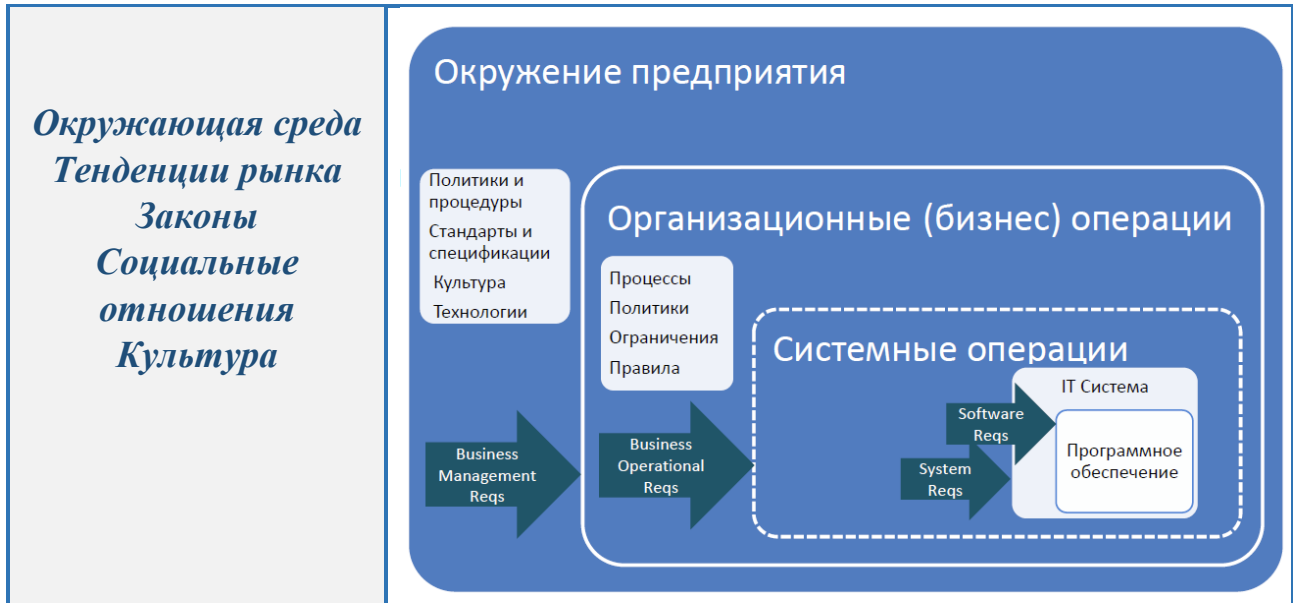 Окружающая среда
Тенденции рынка
Законы
Социальные
отношения
Культура
Окружение предприятия
Политики и
процедуры
Стандарты и
спецификации
Культура
Технологии
Организационные (бизнес) операции
Процессы
Политики
Ограничения
Правила
Системные операции
IT Система
Software
Reqs
Программное
обеспечение
System
Reqs
Business
Management
Reqs
Business
Operational
Reqs